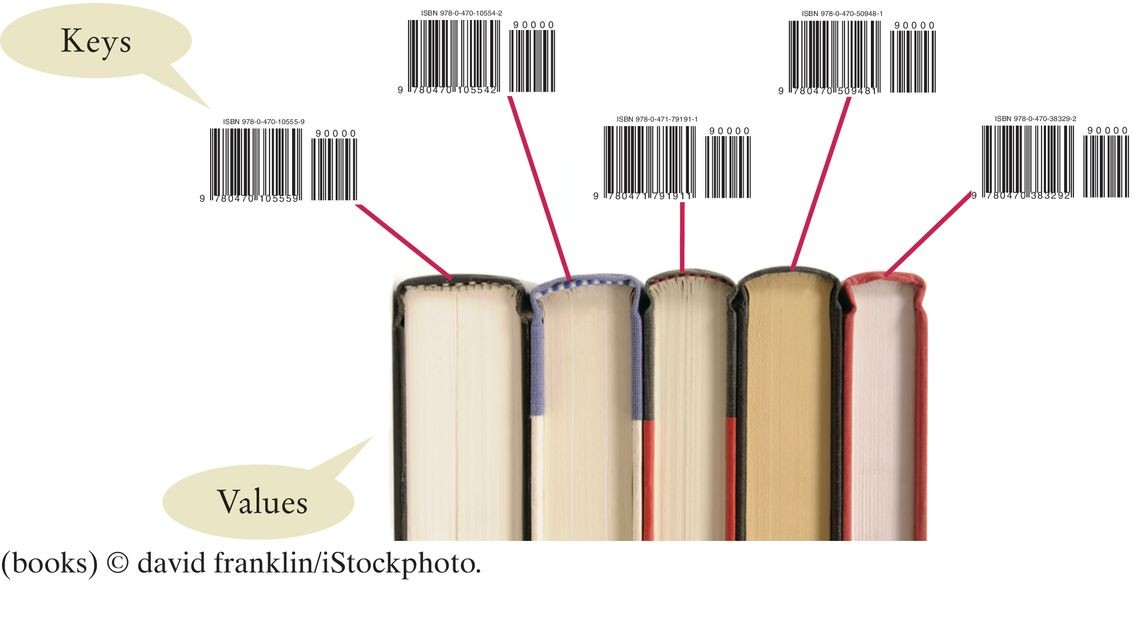 Keys
ISBN 978-0-470-10554-2
90000
9 780470 105542
ISBN 978-0-470-50948-1
90000
9 780470 509481
ISBN 978-0-470-10555-9
90000
9 780470 105559
ISBN 978-0-471-79191-1
90000
9 780471 791911
ISBN 978-0-470-38329-2
90000
9 780470 383292
Values
(books) © david franklin/iStockphoto.